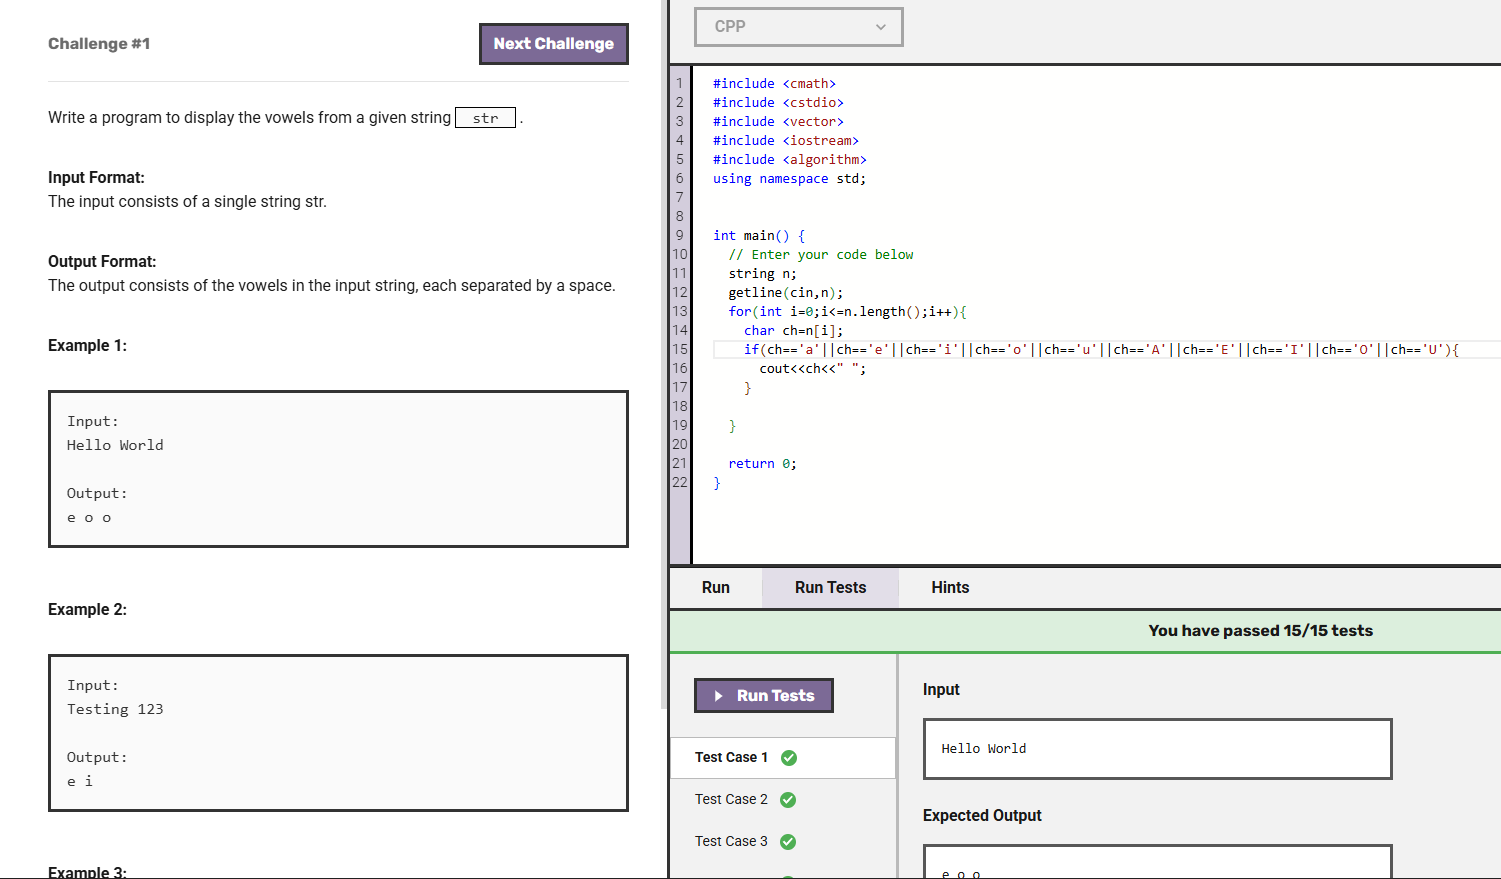 Challenge #1
Next Challenge
Write a program to display the vowels from a given string str .
Input Format:
The input consists of a single string str.
Output Format:
The output consists of the vowels in the input string, each separated by a space.
Example 1:
Input:
Hello World
Output:
e o o
Example 2:
Input:
Testing 123
Output:
e i
Example 3:
CPP
1 #include <cmath>
2 #include <cstdio>
3 #include <vector>
4 #include <iostream>
5 #include <algorithm>
6 using namespace std;
7
8
9 int main() {
10 // Enter your code below
11 string n;
12 getline(cin,n);
13 for(int i=0;i<=n.length();i++){
14 char ch=n[i];
15 if(ch=='a'||ch=='e'||ch=='i'||ch=='o'||ch=='u'||ch=='A'||ch=='E'||ch=='I'||ch=='O'||ch=='U'){
16 cout<<ch<<" ";
17 }
18
19 }
20
21 return 0;
22 }
Run
Run Tests
Hints
You have passed 15/15 tests
Run Tests
Test Case 1
Test Case 2
Test Case 3
Input
Hello World
Expected Output
e o o